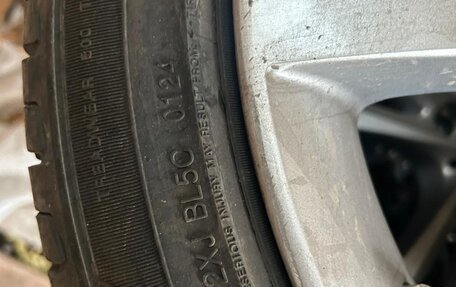 TREADWEAR 500
2XJ BL5C 0124
SERIOUS INJURY MAY RESULT FROM